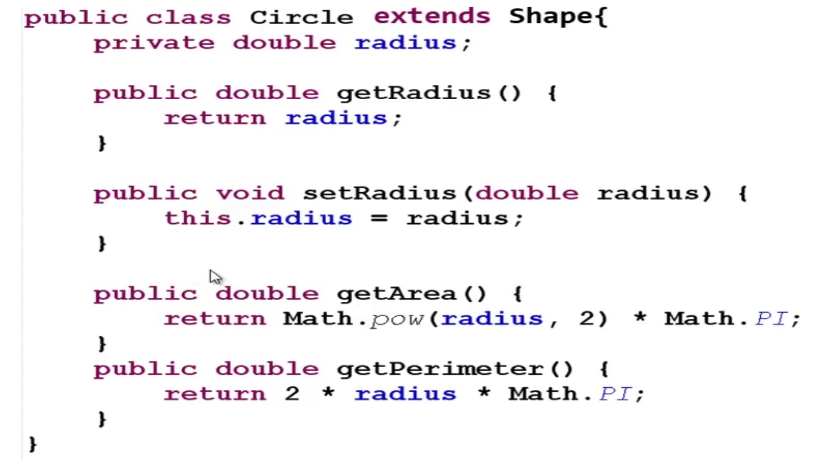 public class Circle extends Shape{
private double radius;
public double getRadius() {
return radius;
}
public void setRadius(double radius) {
this.radius = radius;
}
public double getArea() {
return Math.pow(radius, 2) * Math.PI;
}
public double getPerimeter() {
return 2 * radius * Math.PI;
}
}